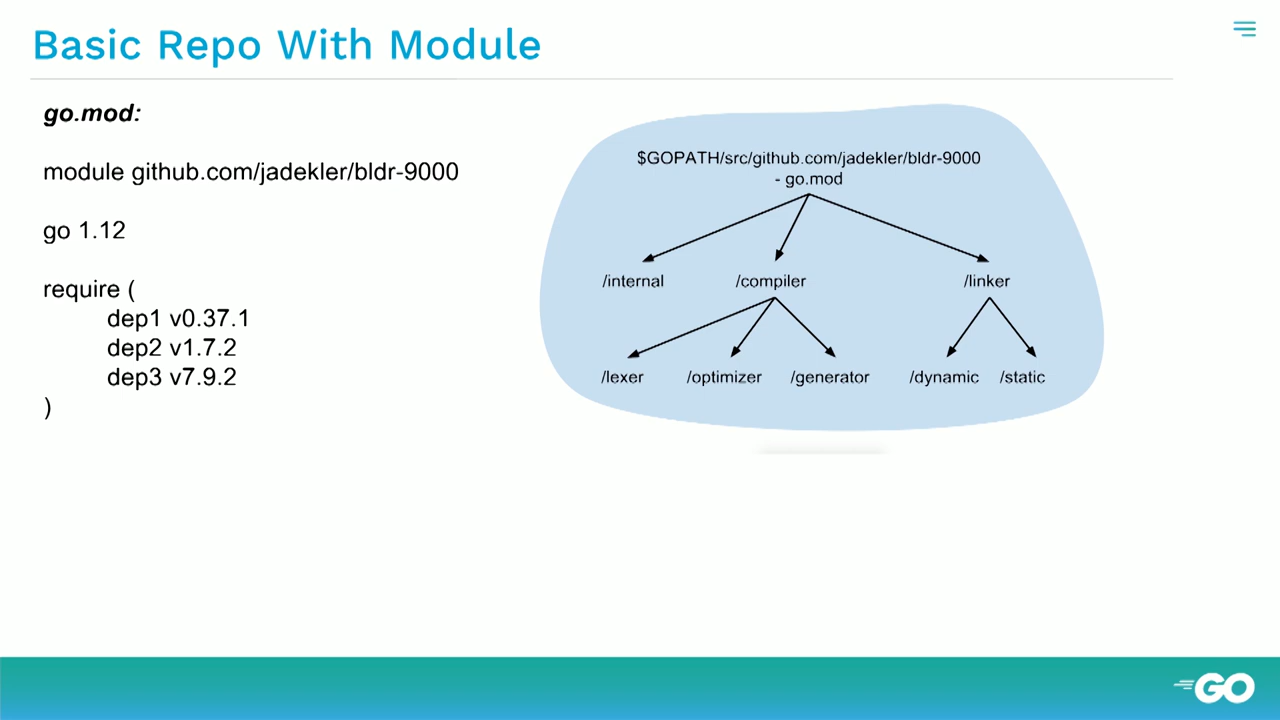 Basic Repo With Module
go.mod:
module github.com/jadekler/bldr-9000
go 1.12
require (
dep1 v0.37.1
dep2 v1.7.2
dep3 v7.9.2
)
$GOPATH/src/github.com/jadekler/bldr-9000
- go.mod
/internal /compiler /linker
/lexer /optimizer /generator /dynamic /static
GO